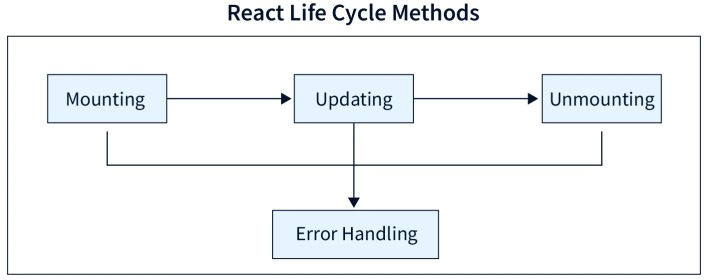 React Life Cycle Methods
Mounting
Updating
Unmounting
Error Handling